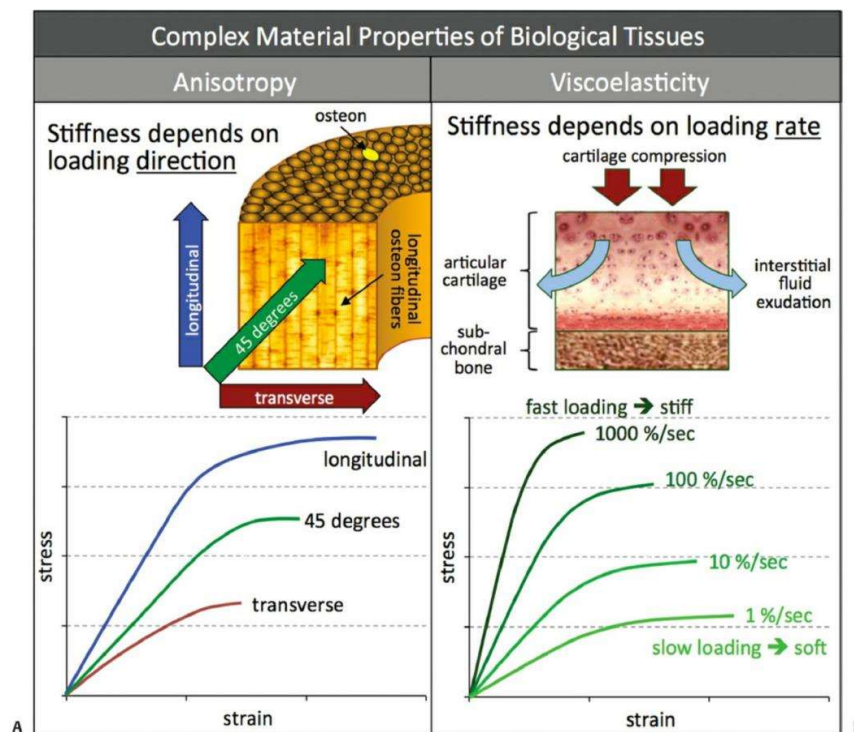 Complex Material Properties of Biological Tissues
Anisotropy
Stiffness depends on
loading direction
osteon
longitudinal
45 degrees
longitudinal
osteon fibers
transverse
longitudinal
45 degrees
transverse
stress
strain
A
Viscoelasticity
Stiffness depends on loading rate
cartilage compression
articular
cartilage
interstitial
fluid
exudation
sub-
chondral
bone
fast loading ➔ stiff
1000 %/sec
100 %/sec
10 %/sec
1 %/sec
slow loading ➔ soft
stress
strain